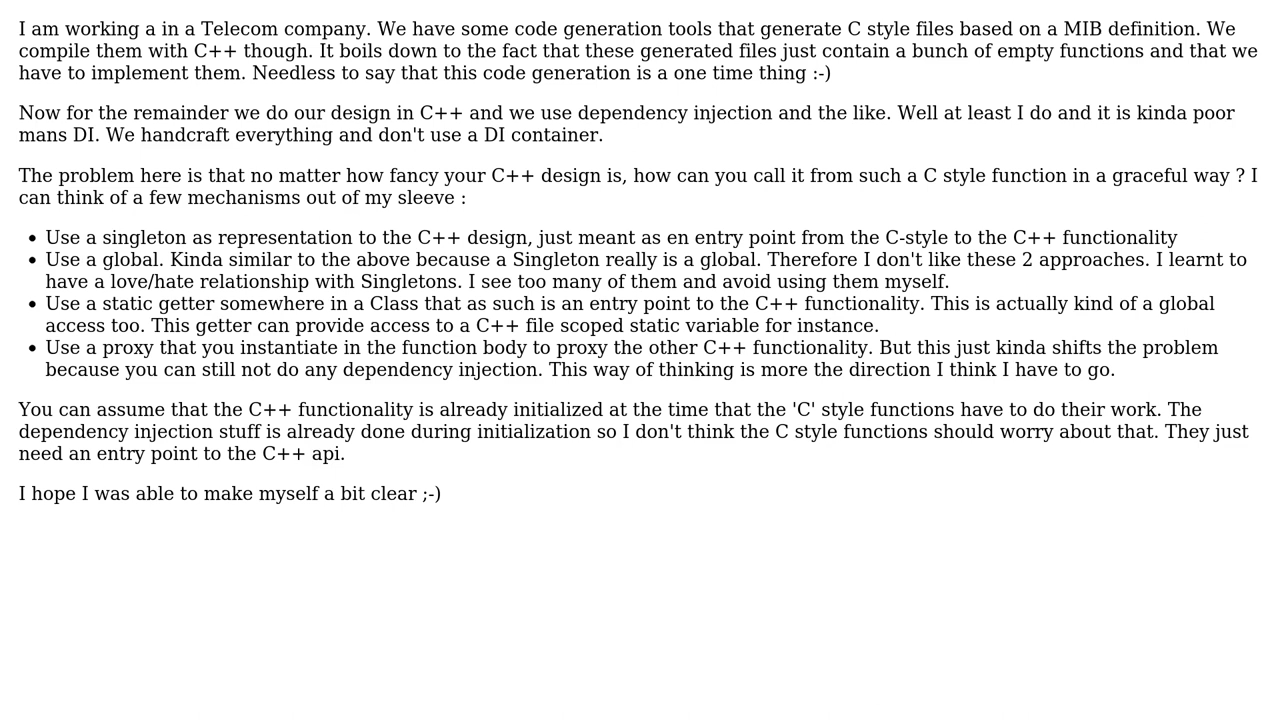 I am working a in a Telecom company. We have some code generation tools that generate C style files based on a MIB definition. We
compile them with C++ though. It boils down to the fact that these generated files just contain a bunch of empty functions and that we
have to implement them. Needless to say that this code generation is a one time thing :-)
Now for the remainder we do our design in C++ and we use dependency injection and the like. Well at least I do and it is kinda poor
mans DI. We handcraft everything and don't use a DI container.
The problem here is that no matter how fancy your C++ design is, how can you call it from such a C style function in a graceful way ? I
can think of a few mechanisms out of my sleeve :
• Use a singleton as representation to the C++ design, just meant as en entry point from the C-style to the C++ functionality
• Use a global. Kinda similar to the above because a Singleton really is a global. Therefore I don't like these 2 approaches. I learnt to
have a love/hate relationship with Singletons. I see too many of them and avoid using them myself.
• Use a static getter somewhere in a Class that as such is an entry point to the C++ functionality. This is actually kind of a global
access too. This getter can provide access to a C++ file scoped static variable for instance.
• Use a proxy that you instantiate in the function body to proxy the other C++ functionality. But this just kinda shifts the problem
because you can still not do any dependency injection. This way of thinking is more the direction I think I have to go.
You can assume that the C++ functionality is already initialized at the time that the 'C' style functions have to do their work. The
dependency injection stuff is already done during initialization so I don't think the C style functions should worry about that. They just
need an entry point to the C++ api.
I hope I was able to make myself a bit clear ;-)